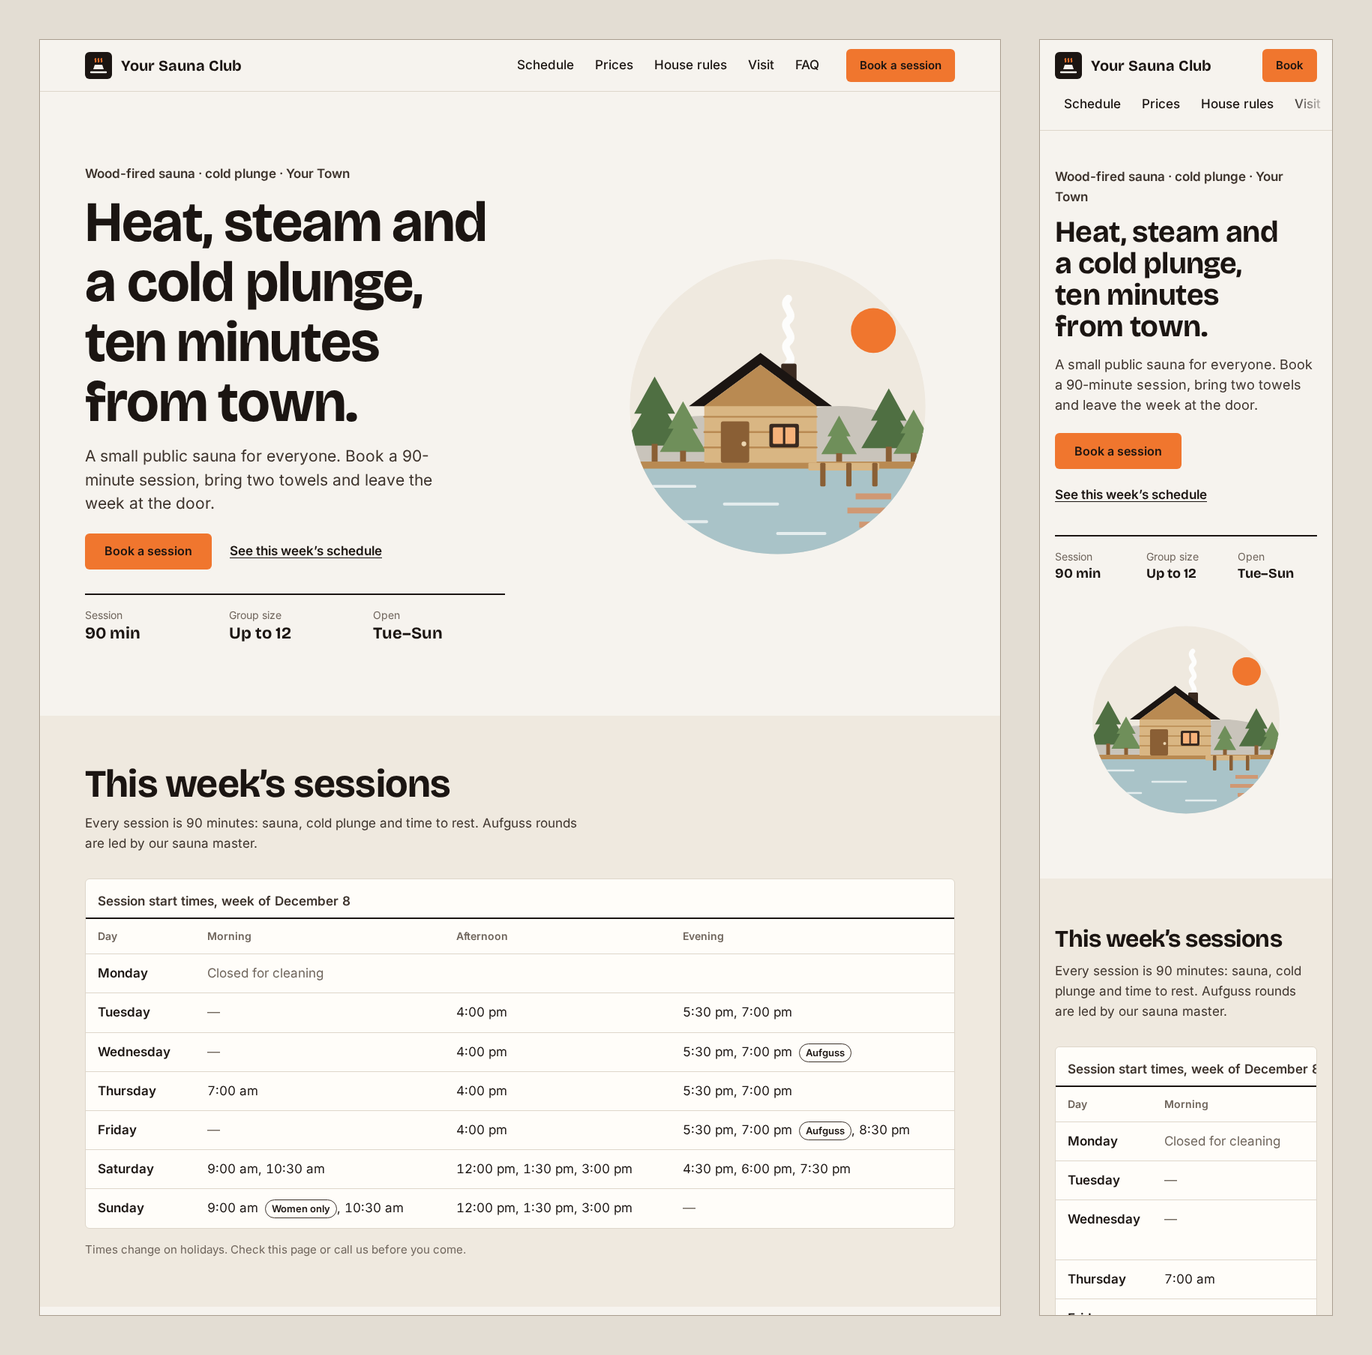 Your Sauna Club
Schedule Prices House rules Visit FAQ Book a session
Wood-fired sauna · cold plunge · Your Town
Heat, steam and
a cold plunge,
ten minutes
from town.
A small public sauna for everyone. Book a 90-
minute session, bring two towels and leave the
week at the door.
Book a session See this week’s schedule
Session Group size Open
90 min Up to 12 Tue–Sun
This week’s sessions
Every session is 90 minutes: sauna, cold plunge and time to rest. Aufguss rounds
are led by our sauna master.
Session start times, week of December 8
Day Morning Afternoon Evening
Monday Closed for cleaning
Tuesday — 4:00 pm 5:30 pm, 7:00 pm
Wednesday — 4:00 pm 5:30 pm, 7:00 pm Aufguss
Thursday 7:00 am 4:00 pm 5:30 pm, 7:00 pm
Friday — 4:00 pm 5:30 pm, 7:00 pm Aufguss, 8:30 pm
Saturday 9:00 am, 10:30 am 12:00 pm, 1:30 pm, 3:00 pm 4:30 pm, 6:00 pm, 7:30 pm
Sunday 9:00 am Women only, 10:30 am 12:00 pm, 1:30 pm, 3:00 pm —
Times change on holidays. Check this page or call us before you come.
Your Sauna Club Book
Schedule Prices House rules Visit
Wood-fired sauna · cold plunge · Your
Town
Heat, steam and
a cold plunge,
ten minutes
from town.
A small public sauna for everyone. Book
a 90-minute session, bring two towels
and leave the week at the door.
Book a session
See this week’s schedule
Session Group size Open
90 min Up to 12 Tue–Sun
This week’s sessions
Every session is 90 minutes: sauna, cold
plunge and time to rest. Aufguss rounds
are led by our sauna master.
Session start times, week of December 8
Day Morning
Monday Closed for cleaning
Tuesday —
Wednesday —
Thursday 7:00 am